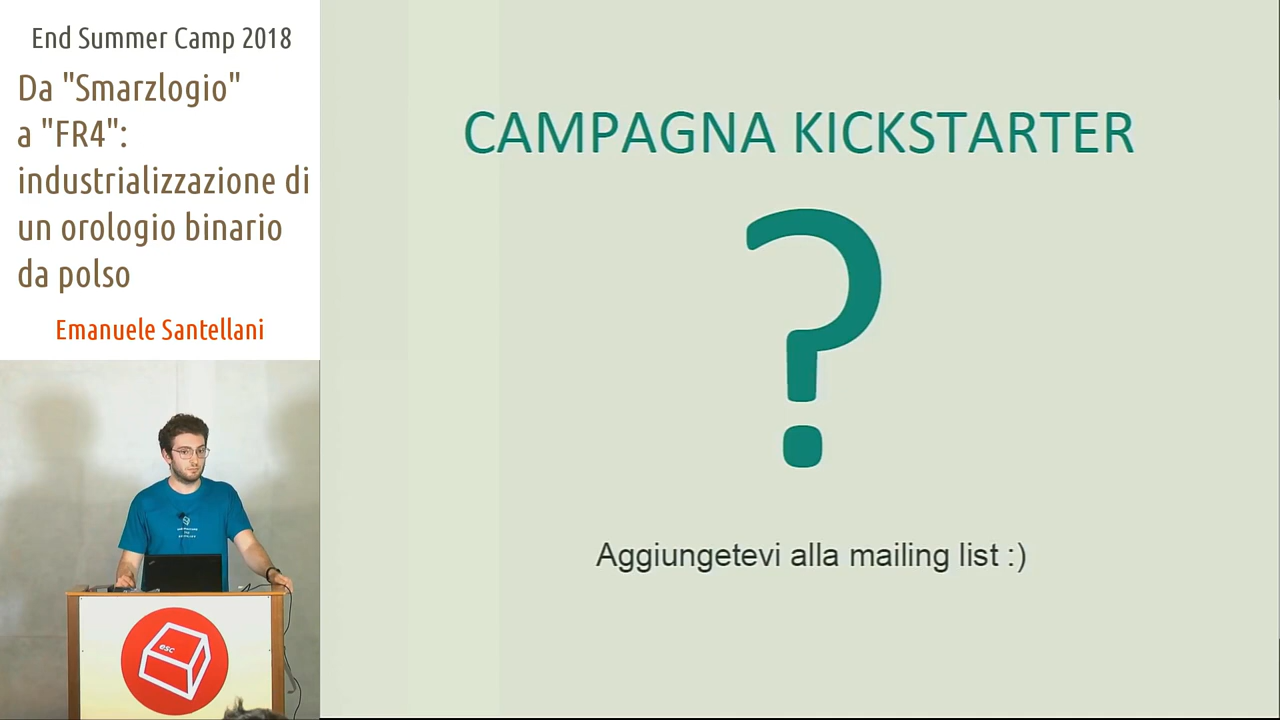 End Summer Camp 2018
Da "Smarzlogio"
a "FR4":
industrializzazione di
un orologio binario
da polso
Emanuele Santellani
CAMPAGNA KICKSTARTER
?
Aggiungetevi alla mailing list :)
esc